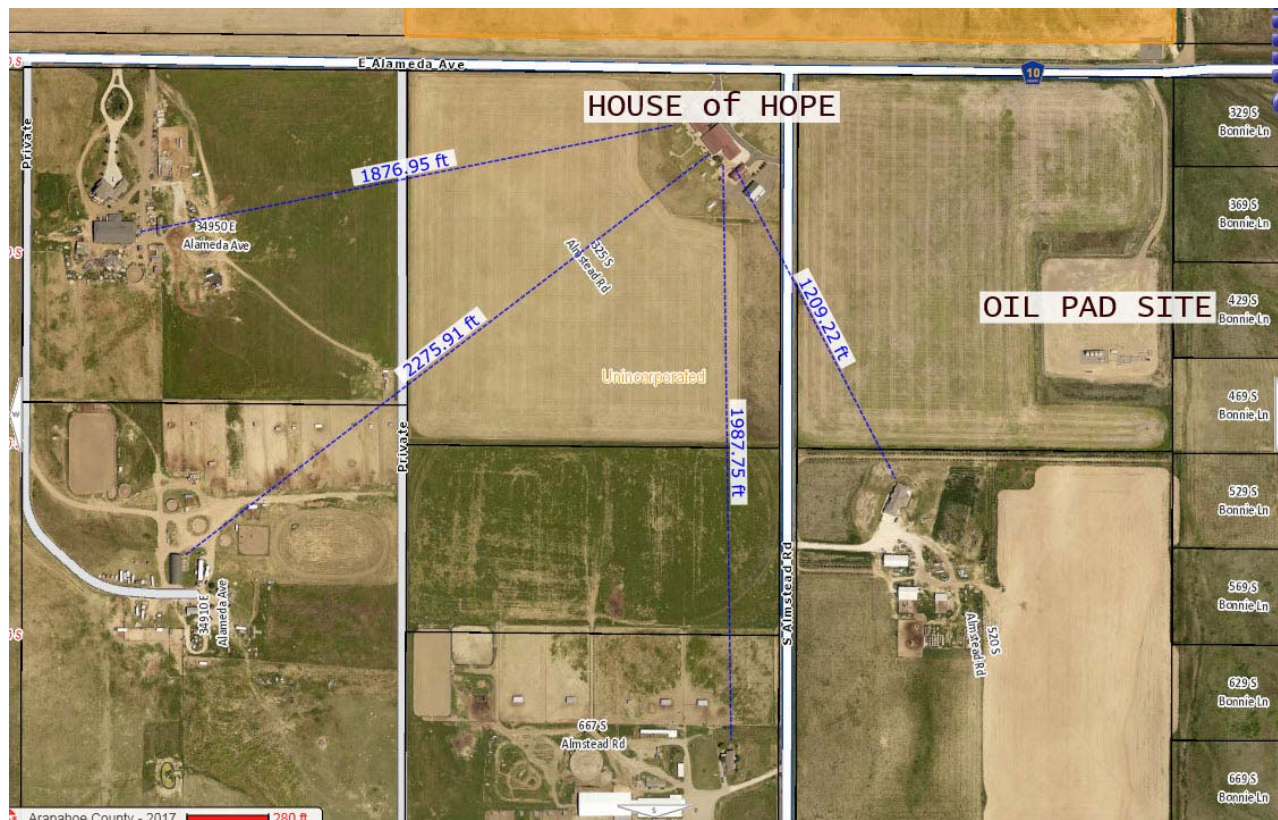 E Alameda Ave
10
HOUSE of HOPE
Private
329 S
Bonnie Ln
1876.95 ft
369 S
Bonnie Ln
34950 E
Alameda Ave
325 S
Almstead Rd
1209.22 ft
OIL PAD SITE
429 S
Bonnie Ln
2275.91 ft
Unincorporated
469 S
Bonnie Ln
W
Private
1987.75 ft
529 S
Bonnie Ln
S Almstead Rd
569 S
Bonnie Ln
34910 E
Alameda Ave
520 S
Almstead Rd
629 S
Bonnie Ln
667 S
Almstead Rd
669 S
Bonnie Ln
S
Arapahoe County - 2017
280 ft